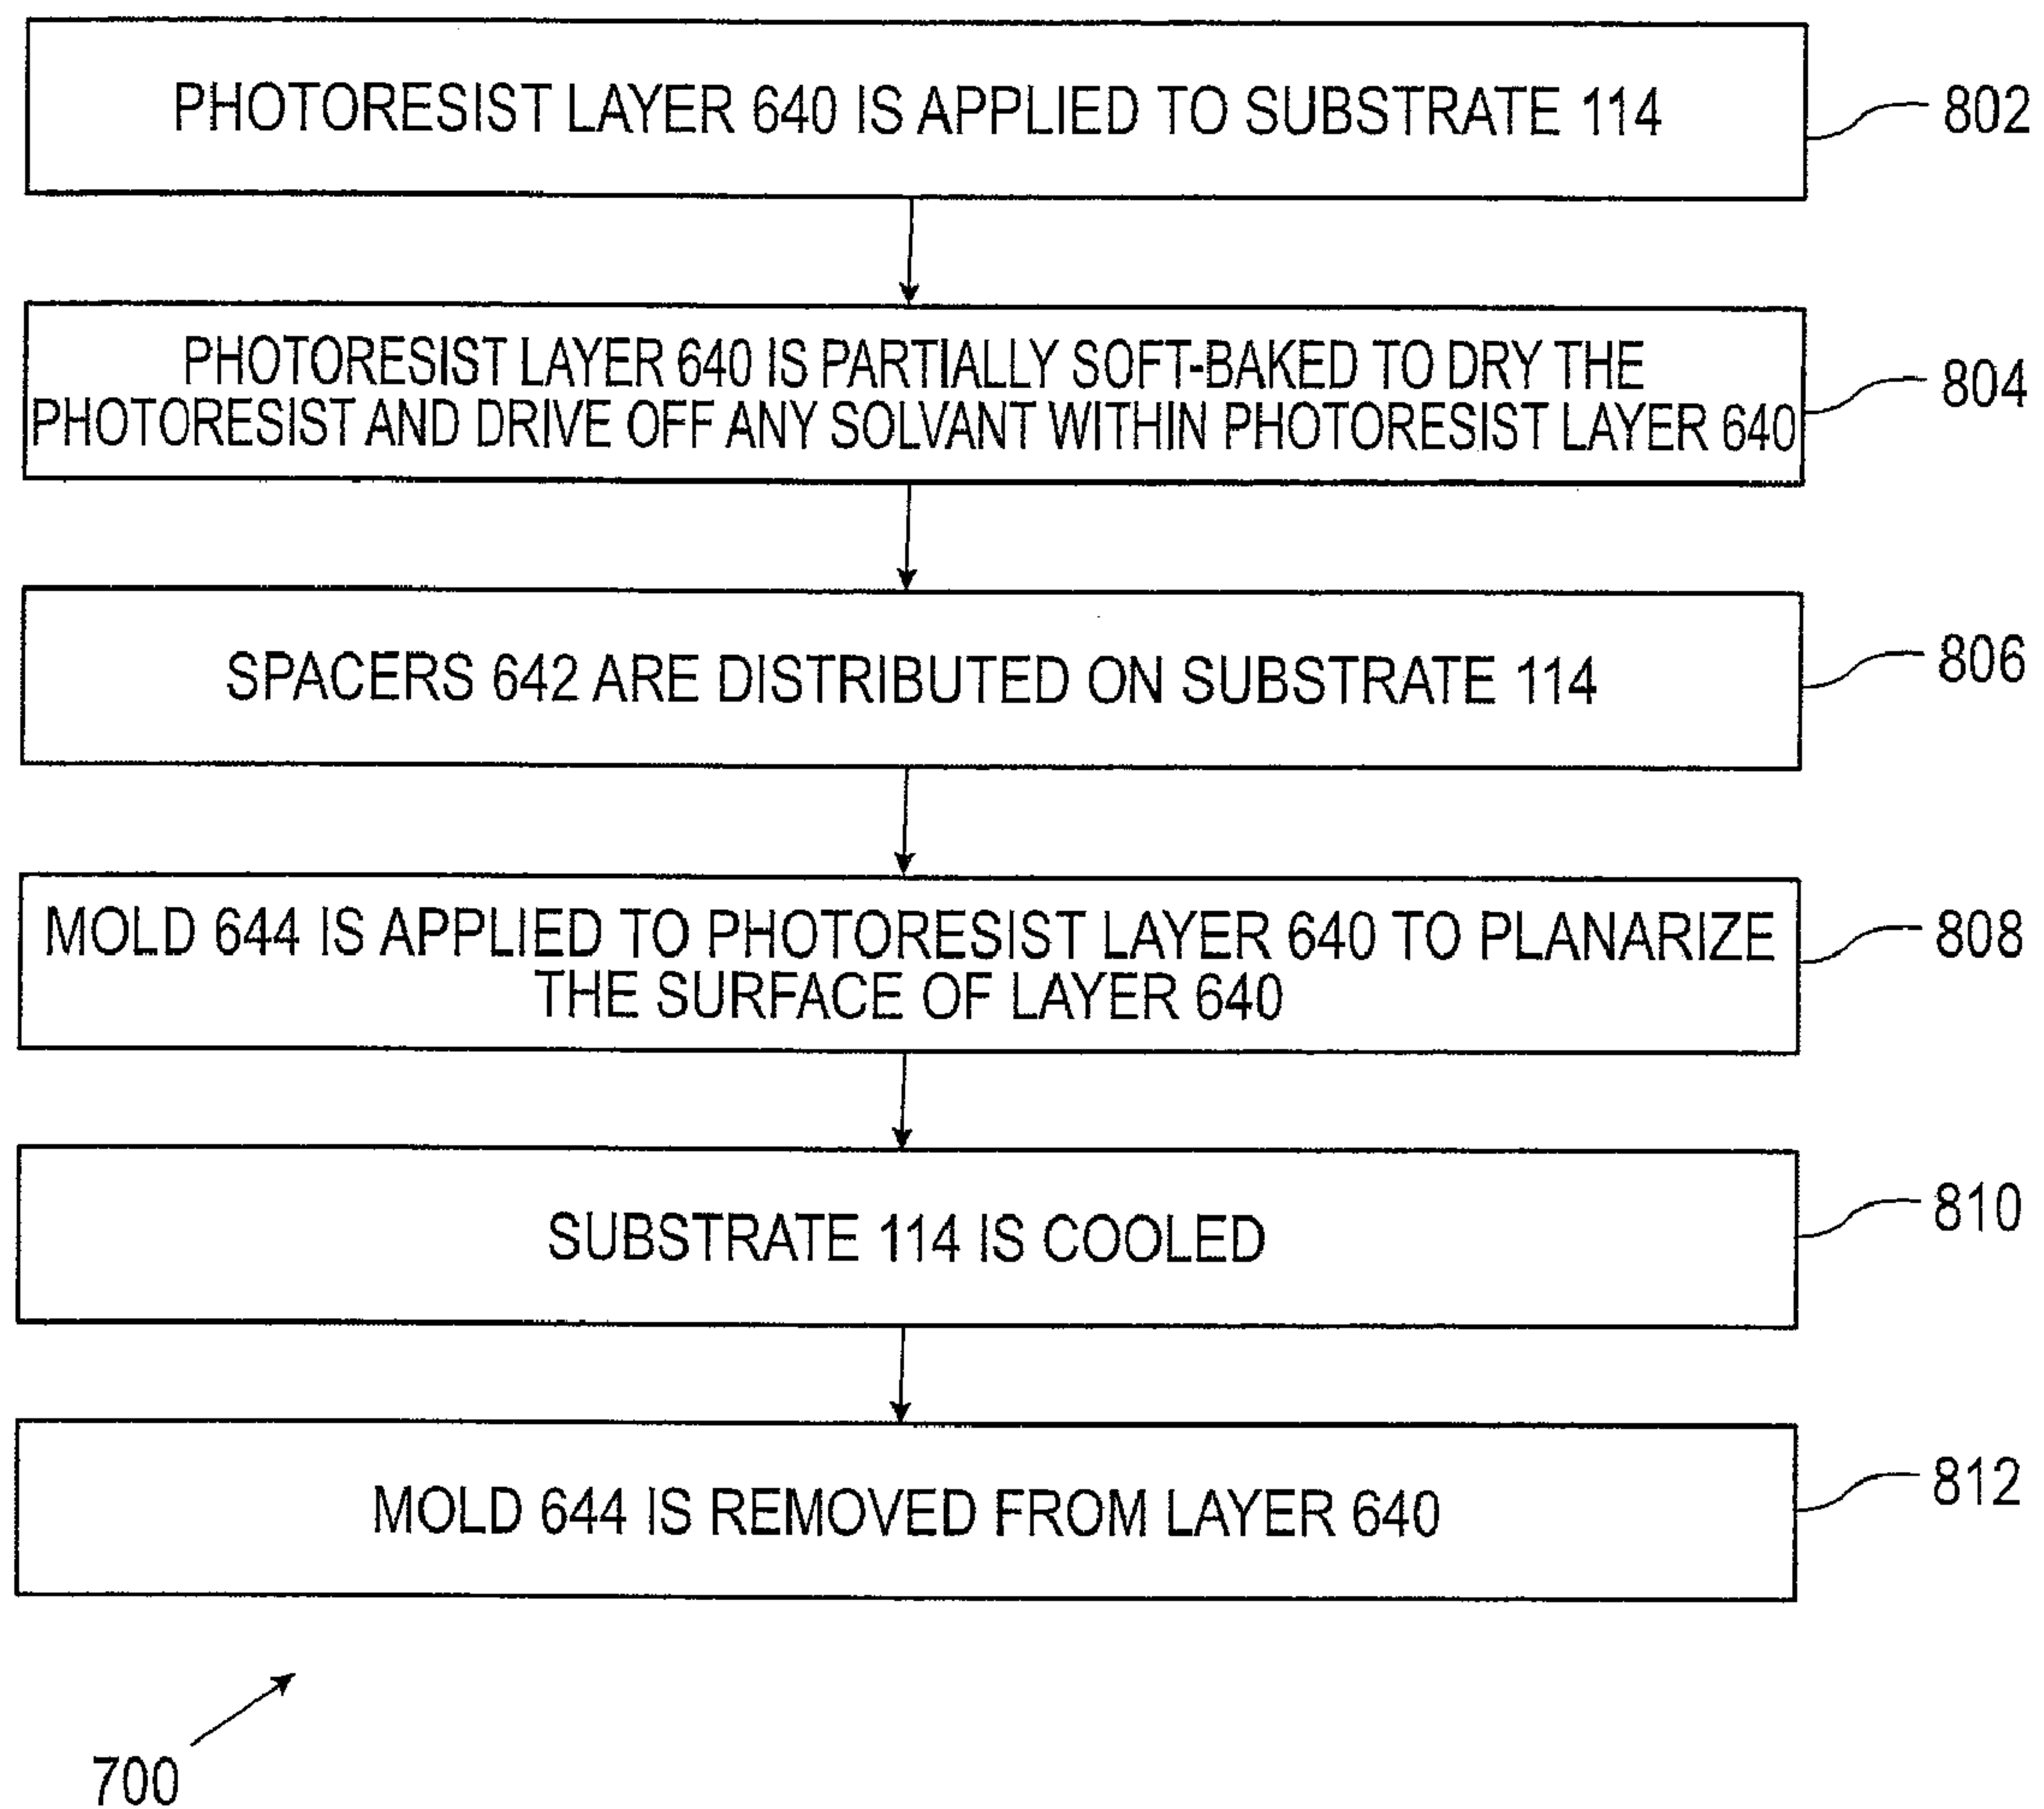 PHOTORESIST LAYER 640 IS APPLIED TO SUBSTRATE 114
802
PHOTORESIST LAYER 640 IS PARTIALLY SOFT-BAKED TO DRY THE
PHOTORESIST AND DRIVE OFF ANY SOLVANT WITHIN PHOTORESIST LAYER 640
804
SPACERS 642 ARE DISTRIBUTED ON SUBSTRATE 114
806
MOLD 644 IS APPLIED TO PHOTORESIST LAYER 640 TO PLANARIZE
THE SURFACE OF LAYER 640
808
SUBSTRATE 114 IS COOLED
810
MOLD 644 IS REMOVED FROM LAYER 640
812
700